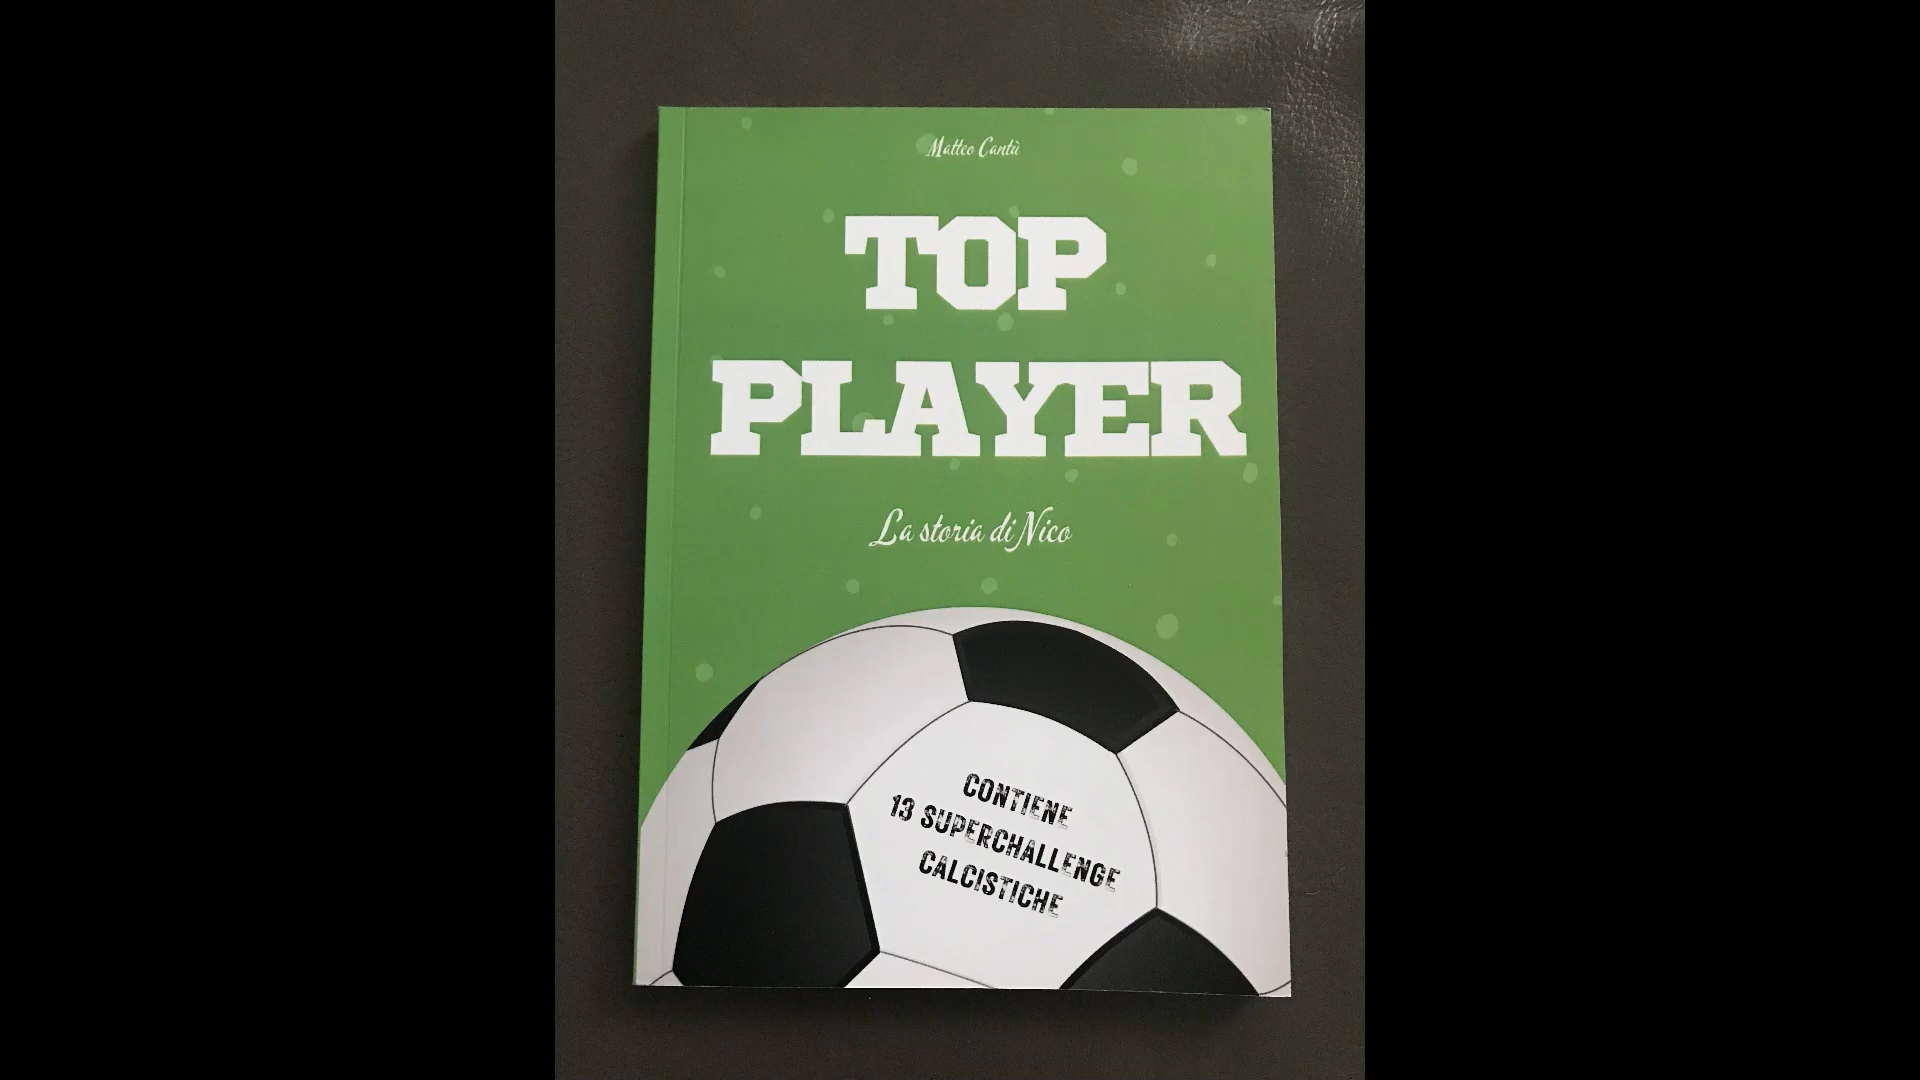 Matteo Cantù
TOP
PLAYER
La storia di Nico
CONTIENE
13 SUPERCHALLENGE
CALCISTICHE